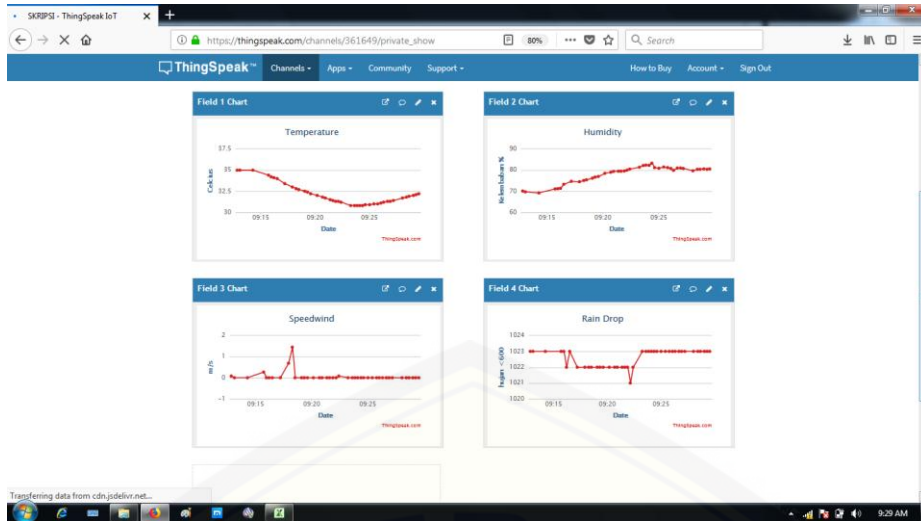 SKRIPSI - ThingSpeak IoT
https://thingspeak.com/channels/361649/private_show
80%
Search
ThingSpeak™ Channels Apps Community Support How to Buy Account Sign Out
Field 1 Chart
Temperature
Celcius
37.5
35
32.5
30
09:15 09:20 09:25
Date
ThingSpeak.com
Field 2 Chart
Humidity
Kelembaban %
90
80
70
60
09:15 09:20 09:25
Date
ThingSpeak.com
Field 3 Chart
Speedwind
m/s
2
1
0
-1
09:15 09:20 09:25
Date
ThingSpeak.com
Field 4 Chart
Rain Drop
hujan <600
1024
1023
1022
1021
1020
09:15 09:20 09:25
Date
ThingSpeak.com
Transferring data from cdn.jsdelivr.net...
9:29 AM